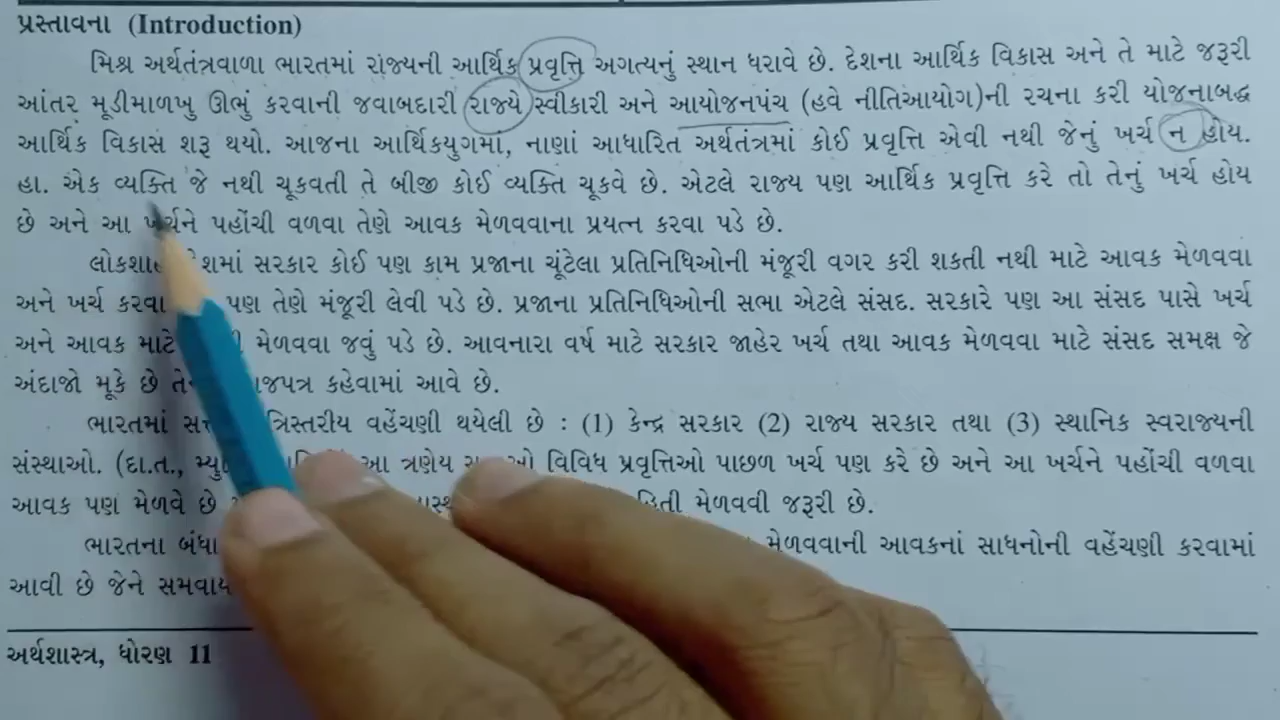 પ્રસ્તાવના (Introduction)
મિશ્ર અર્થતંત્રવાળા ભારતમાં રાજ્યની આર્થિક પ્રવૃત્તિ અગત્યનું સ્થાન ધરાવે છે. દેશના આર્થિક વિકાસ અને તે માટે જરૂરી
આંતર મૂડીમાળખુ ઊભું કરવાની જવાબદારી રાજ્યે સ્વીકારી અને આયોજનપંચ (હવે નીતિઆયોગ)ની રચના કરી યોજનાબદ્ધ
આર્થિક વિકાસ શરૂ થયો. આજના આર્થિકયુગમાં, નાણાં આધારિત અર્થતંત્રમાં કોઈ પ્રવૃત્તિ એવી નથી જેનું ખર્ચ ન હોય.
હા. એક વ્યક્તિ જે નથી ચૂકવતી તે બીજી કોઈ વ્યક્તિ ચૂકવે છે. એટલે રાજ્ય પણ આર્થિક પ્રવૃત્તિ કરે તો તેનું ખર્ચ હોય
છે અને આ ખર્ચને પહોંચી વળવા તેણે આવક મેળવવાના પ્રયત્ન કરવા પડે છે.
સરકાર કોઈ પણ કામ પ્રજાના ચૂંટેલા પ્રતિનિધિઓની મંજૂરી વગર કરી શકતી નથી માટે આવક મેળવવા
અને ખર્ચ કરવા પણ તેણે મંજૂરી લેવી પડે છે. પ્રજાના પ્રતિનિધિઓની સભા એટલે સંસદ. સરકારે પણ આ સંસદ પાસે ખર્ચ
અને આવક માટે મેળવવા જવું પડે છે. આવનારા વર્ષ માટે સરકાર જાહેર ખર્ચ તથા આવક મેળવવા માટે સંસદ સમક્ષ જે
અંદાજો મૂકે છે કહેવામાં આવે છે.
ભારતમાં ત્રિસ્તરીય વહેંચણી થયેલી છે : (1) કેન્દ્ર સરકાર (2) રાજ્ય સરકાર તથા (3) સ્થાનિક સ્વરાજ્યની
સંસ્થાઓ. (દા.ત., આ ત્રણેય વિવિધ પ્રવૃત્તિઓ પાછળ ખર્ચ પણ કરે છે અને આ ખર્ચને પહોંચી વળવા
આવક પણ મેળવે છે મેળવવી જરૂરી છે.
ભારતના મેળવવાની આવકનાં સાધનોની વહેંચણી કરવામાં
આવી છે જેને
અર્થશાસ્ત્ર, ધોરણ 11